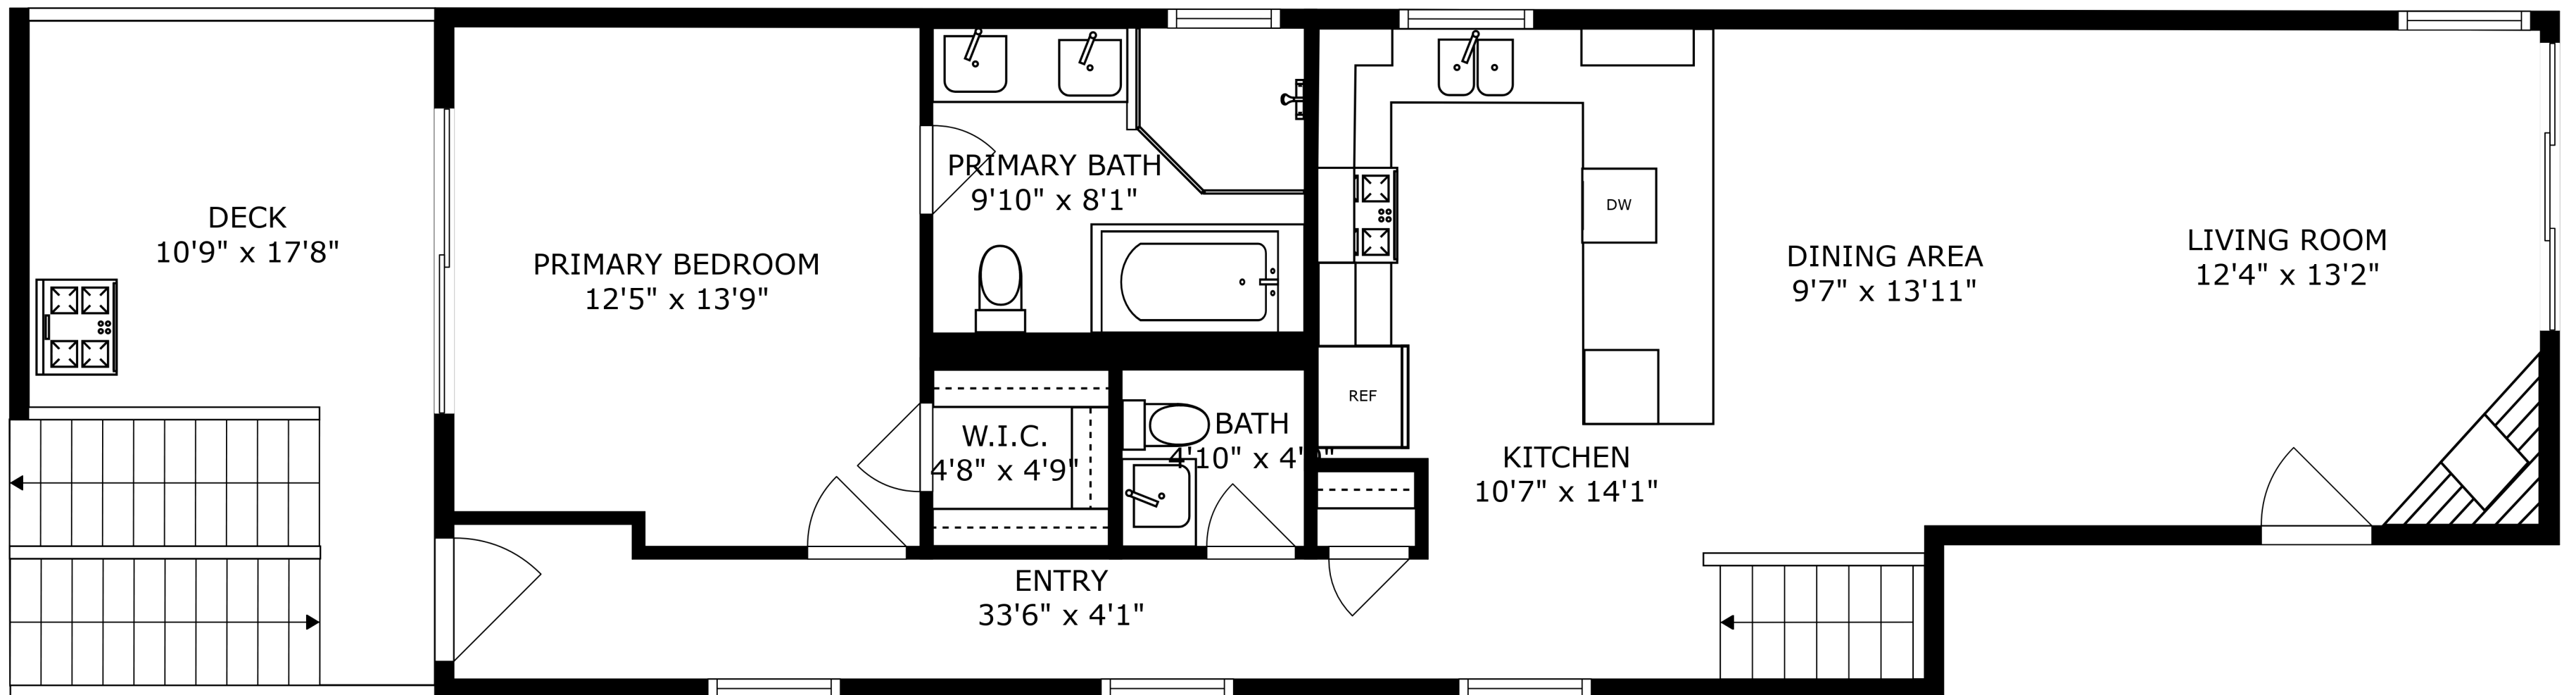 DECK
10'9" x 17'8"
PRIMARY BEDROOM
12'5" x 13'9"
PRIMARY BATH
9'10" x 8'1"
W.I.C.
4'8" x 4'9"
BATH
4'10" x
ENTRY
33'6" x 4'1"
REF
DW
KITCHEN
10'7" x 14'1"
DINING AREA
9'7" x 13'11"
LIVING ROOM
12'4" x 13'2"